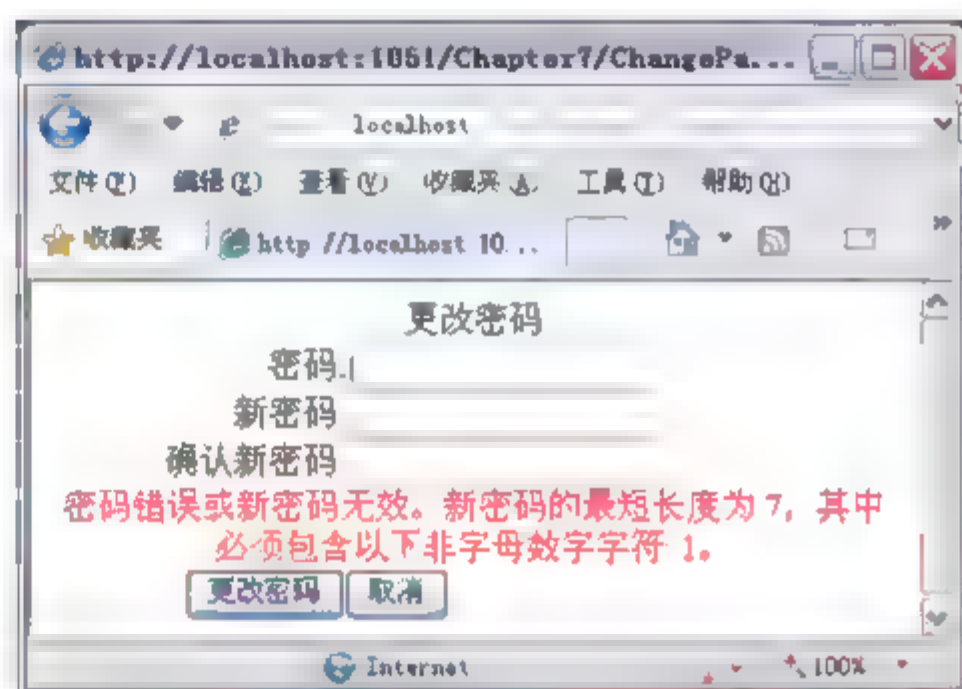 http://localhost:1051/Chapter7/ChangePa...
localhost
文件(F) 编辑(E) 查看(V) 收藏夹(A) 工具(T) 帮助(H)
收藏夹 http //localhost 10...
更改密码
密码
新密码
确认新密码
密码错误或新密码无效。新密码的最短长度为 7，其中
必须包含以下非字母数字字符 1。
更改密码 取消
Internet 100%